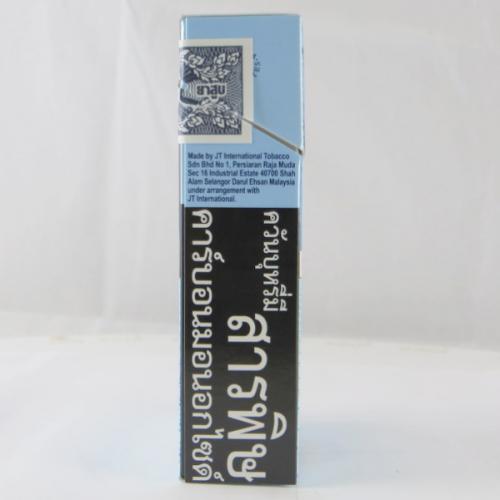 ยาสูบ
Made by JT International Tobacco
Sdn Bhd No 1, Persiaran Raja Muda
Sec 16 Industrial Estate 40700 Shah
Alam Selangor Darul Ehsan Malaysia
under arrangement with
JT International.
ควันบุหรี่มี
สารพิษ
คาร์บอนมอนอกไซด์